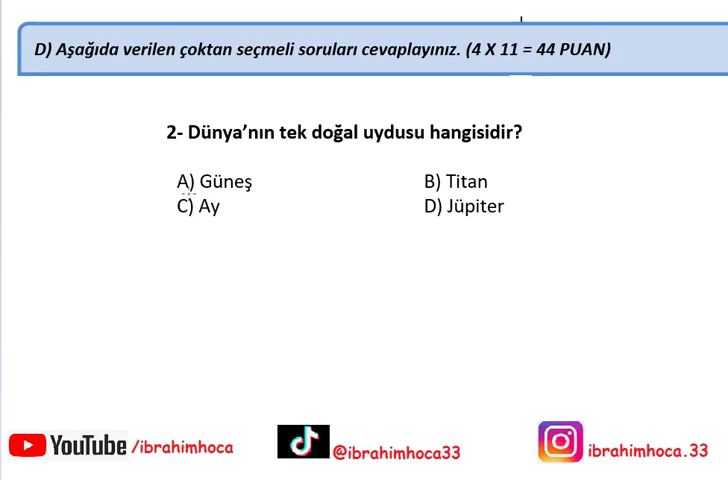 D) Aşağıda verilen çoktan seçmeli soruları cevaplayınız. (4 X 11 = 44 PUAN)
2- Dünya’nın tek doğal uydusu hangisidir?
A) Güneş B) Titan
C) Ay D) Jüpiter
YouTube /ibrahimhoca @ibrahimhoca33 ibrahimhoca.33